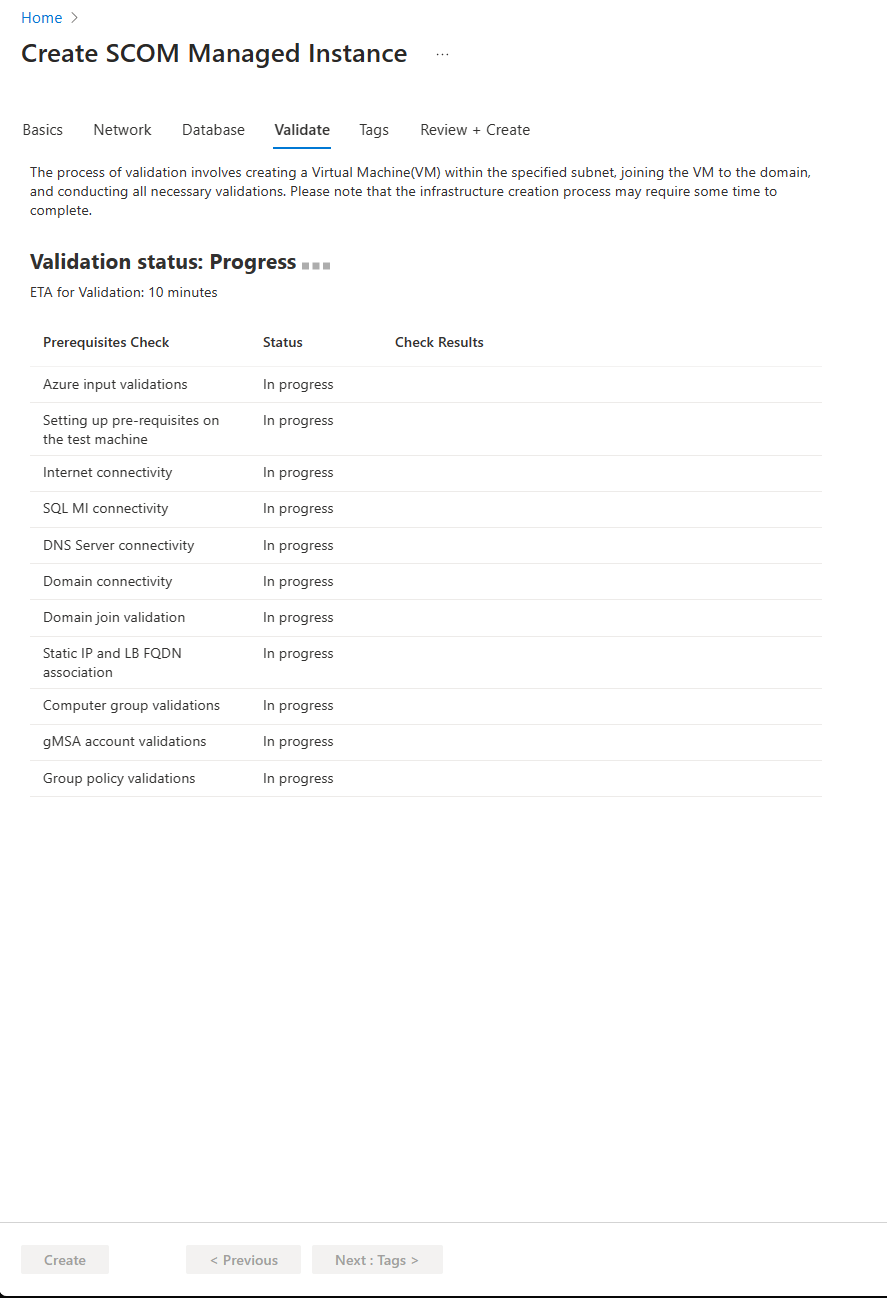 Home >
Create SCOM Managed Instance ...
Basics Network Database Validate Tags Review + Create
The process of validation involves creating a Virtual Machine(VM) within the specified subnet, joining the VM to the domain,
and conducting all necessary validations. Please note that the infrastructure creation process may require some time to
complete.
Validation status: Progress
ETA for Validation: 10 minutes
Prerequisites Check Status Check Results
Azure input validations In progress
Setting up pre-requisites on In progress
the test machine
Internet connectivity In progress
SQL MI connectivity In progress
DNS Server connectivity In progress
Domain connectivity In progress
Domain join validation In progress
Static IP and LB FQDN In progress
association
Computer group validations In progress
gMSA account validations In progress
Group policy validations In progress
Create < Previous Next : Tags >